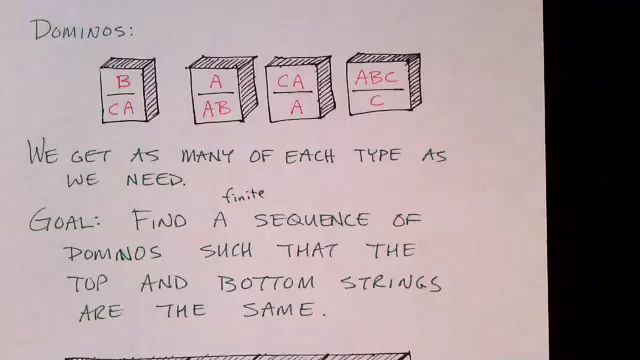 DOMINOS:
B A CA ABC
CA AB A C
WE GET AS MANY OF EACH TYPE AS
WE NEED.
finite
GOAL: FIND A SEQUENCE OF
DOMINOS SUCH THAT THE
TOP AND BOTTOM STRINGS
ARE THE SAME.